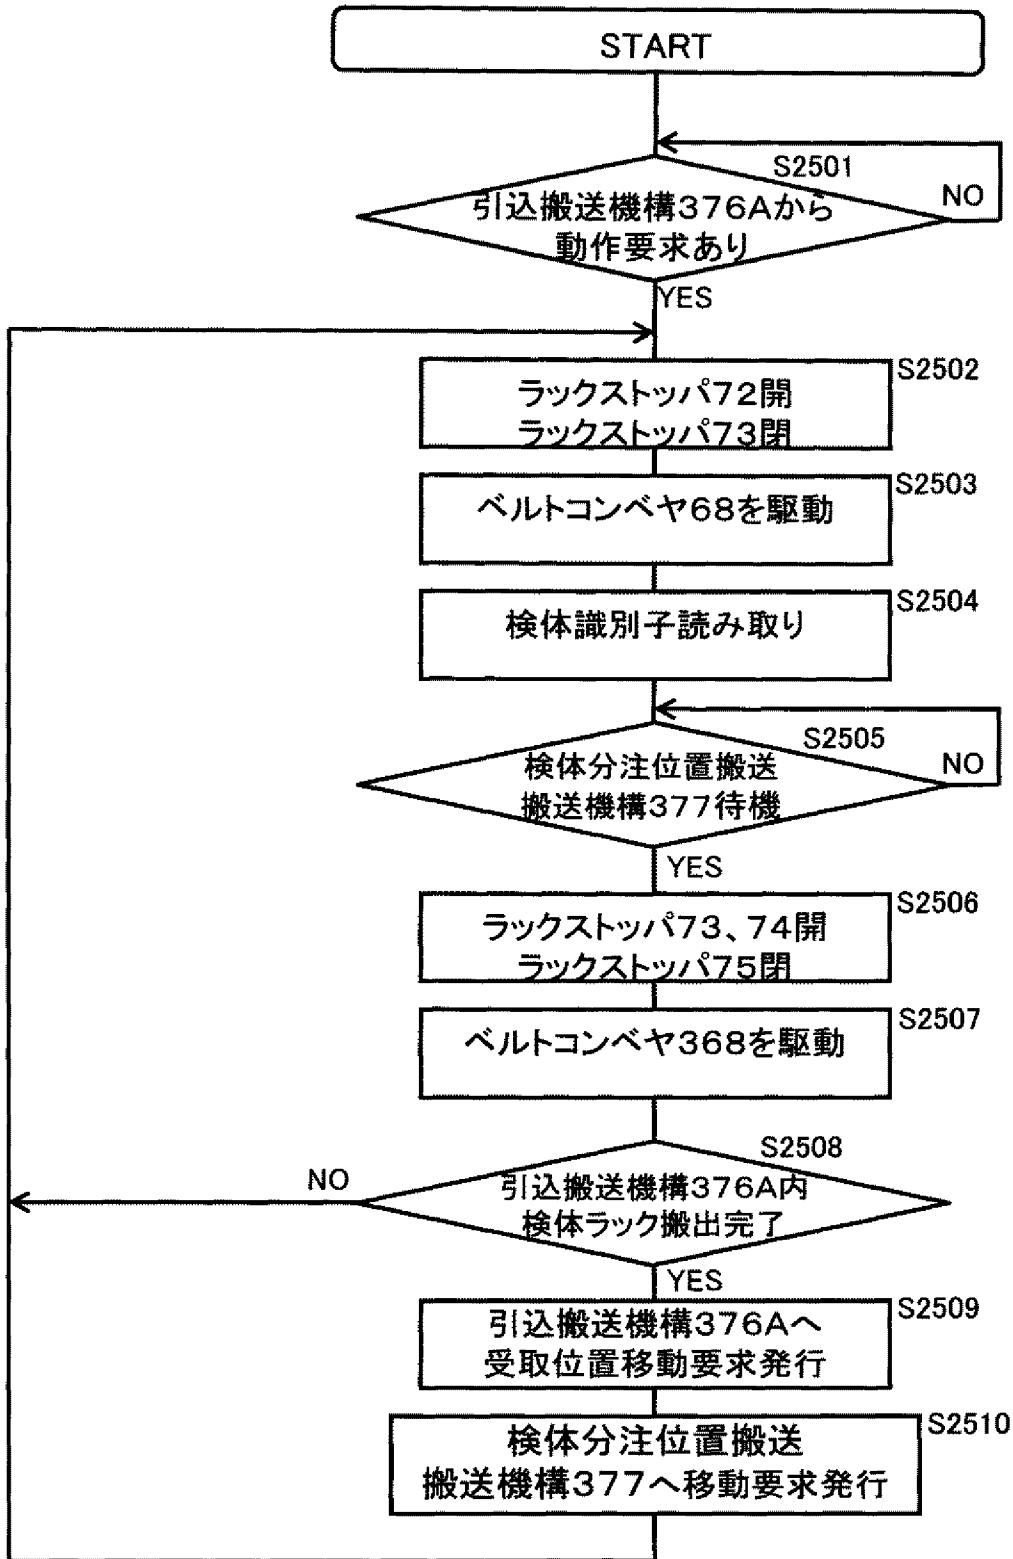 START
S2501
引込搬送機構376Aから
動作要求あり
NO
YES
S2502
ラックストッパ72開
ラックストッパ73閉
S2503
ベルトコンベヤ68を駆動
S2504
検体識別子読み取り
S2505
検体分注位置搬送
搬送機構377待機
NO
YES
S2506
ラックストッパ73、74開
ラックストッパ75閉
S2507
ベルトコンベヤ368を駆動
S2508
引込搬送機構376A内
検体ラック搬出完了
NO
YES
S2509
引込搬送機構376Aへ
受取位置移動要求発行
S2510
検体分注位置搬送
搬送機構377へ移動要求発行